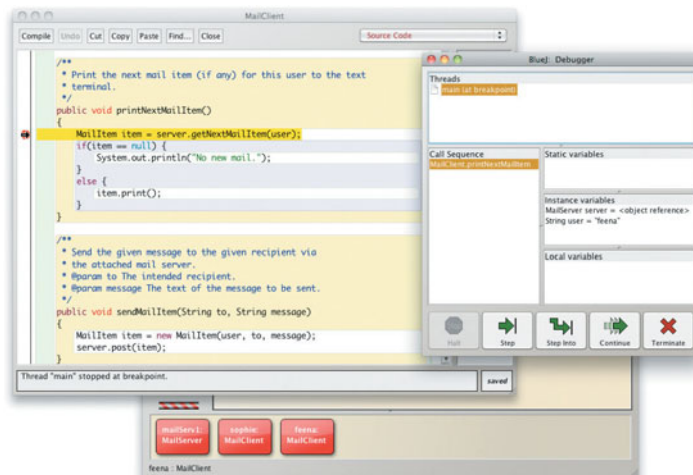 MailClient
Compile Undo Cut Copy Paste Find... Close Source Code
/**
* Print the next mail item (if any) for this user to the text
* terminal.
*/
public void printNextMailItem()
{
MailItem item = server.getNextMailItem(user);
if(item == null) {
System.out.println("No new mail.");
}
else {
item.print();
}
}
/**
* Send the given message to the given recipient via
* the attached mail server.
* @param to The intended recipient.
* @param message The text of the message to be sent.
*/
public void sendMailItem(String to, String message)
{
MailItem item = new MailItem(user, to, message);
server.post(item);
}
Thread "main" stopped at breakpoint.
saved
BlueJ: Debugger
Threads
main (at breakpoint)
Call Sequence
MailClient.printNextMailItem
Static variables
Instance variables
MailServer server = <object reference>
String user = "feena"
Local variables
Halt Step Step Into Continue Terminate
mailServ1:
MailServer
sophie:
MailClient
feena:
MailClient
feena : MailClient